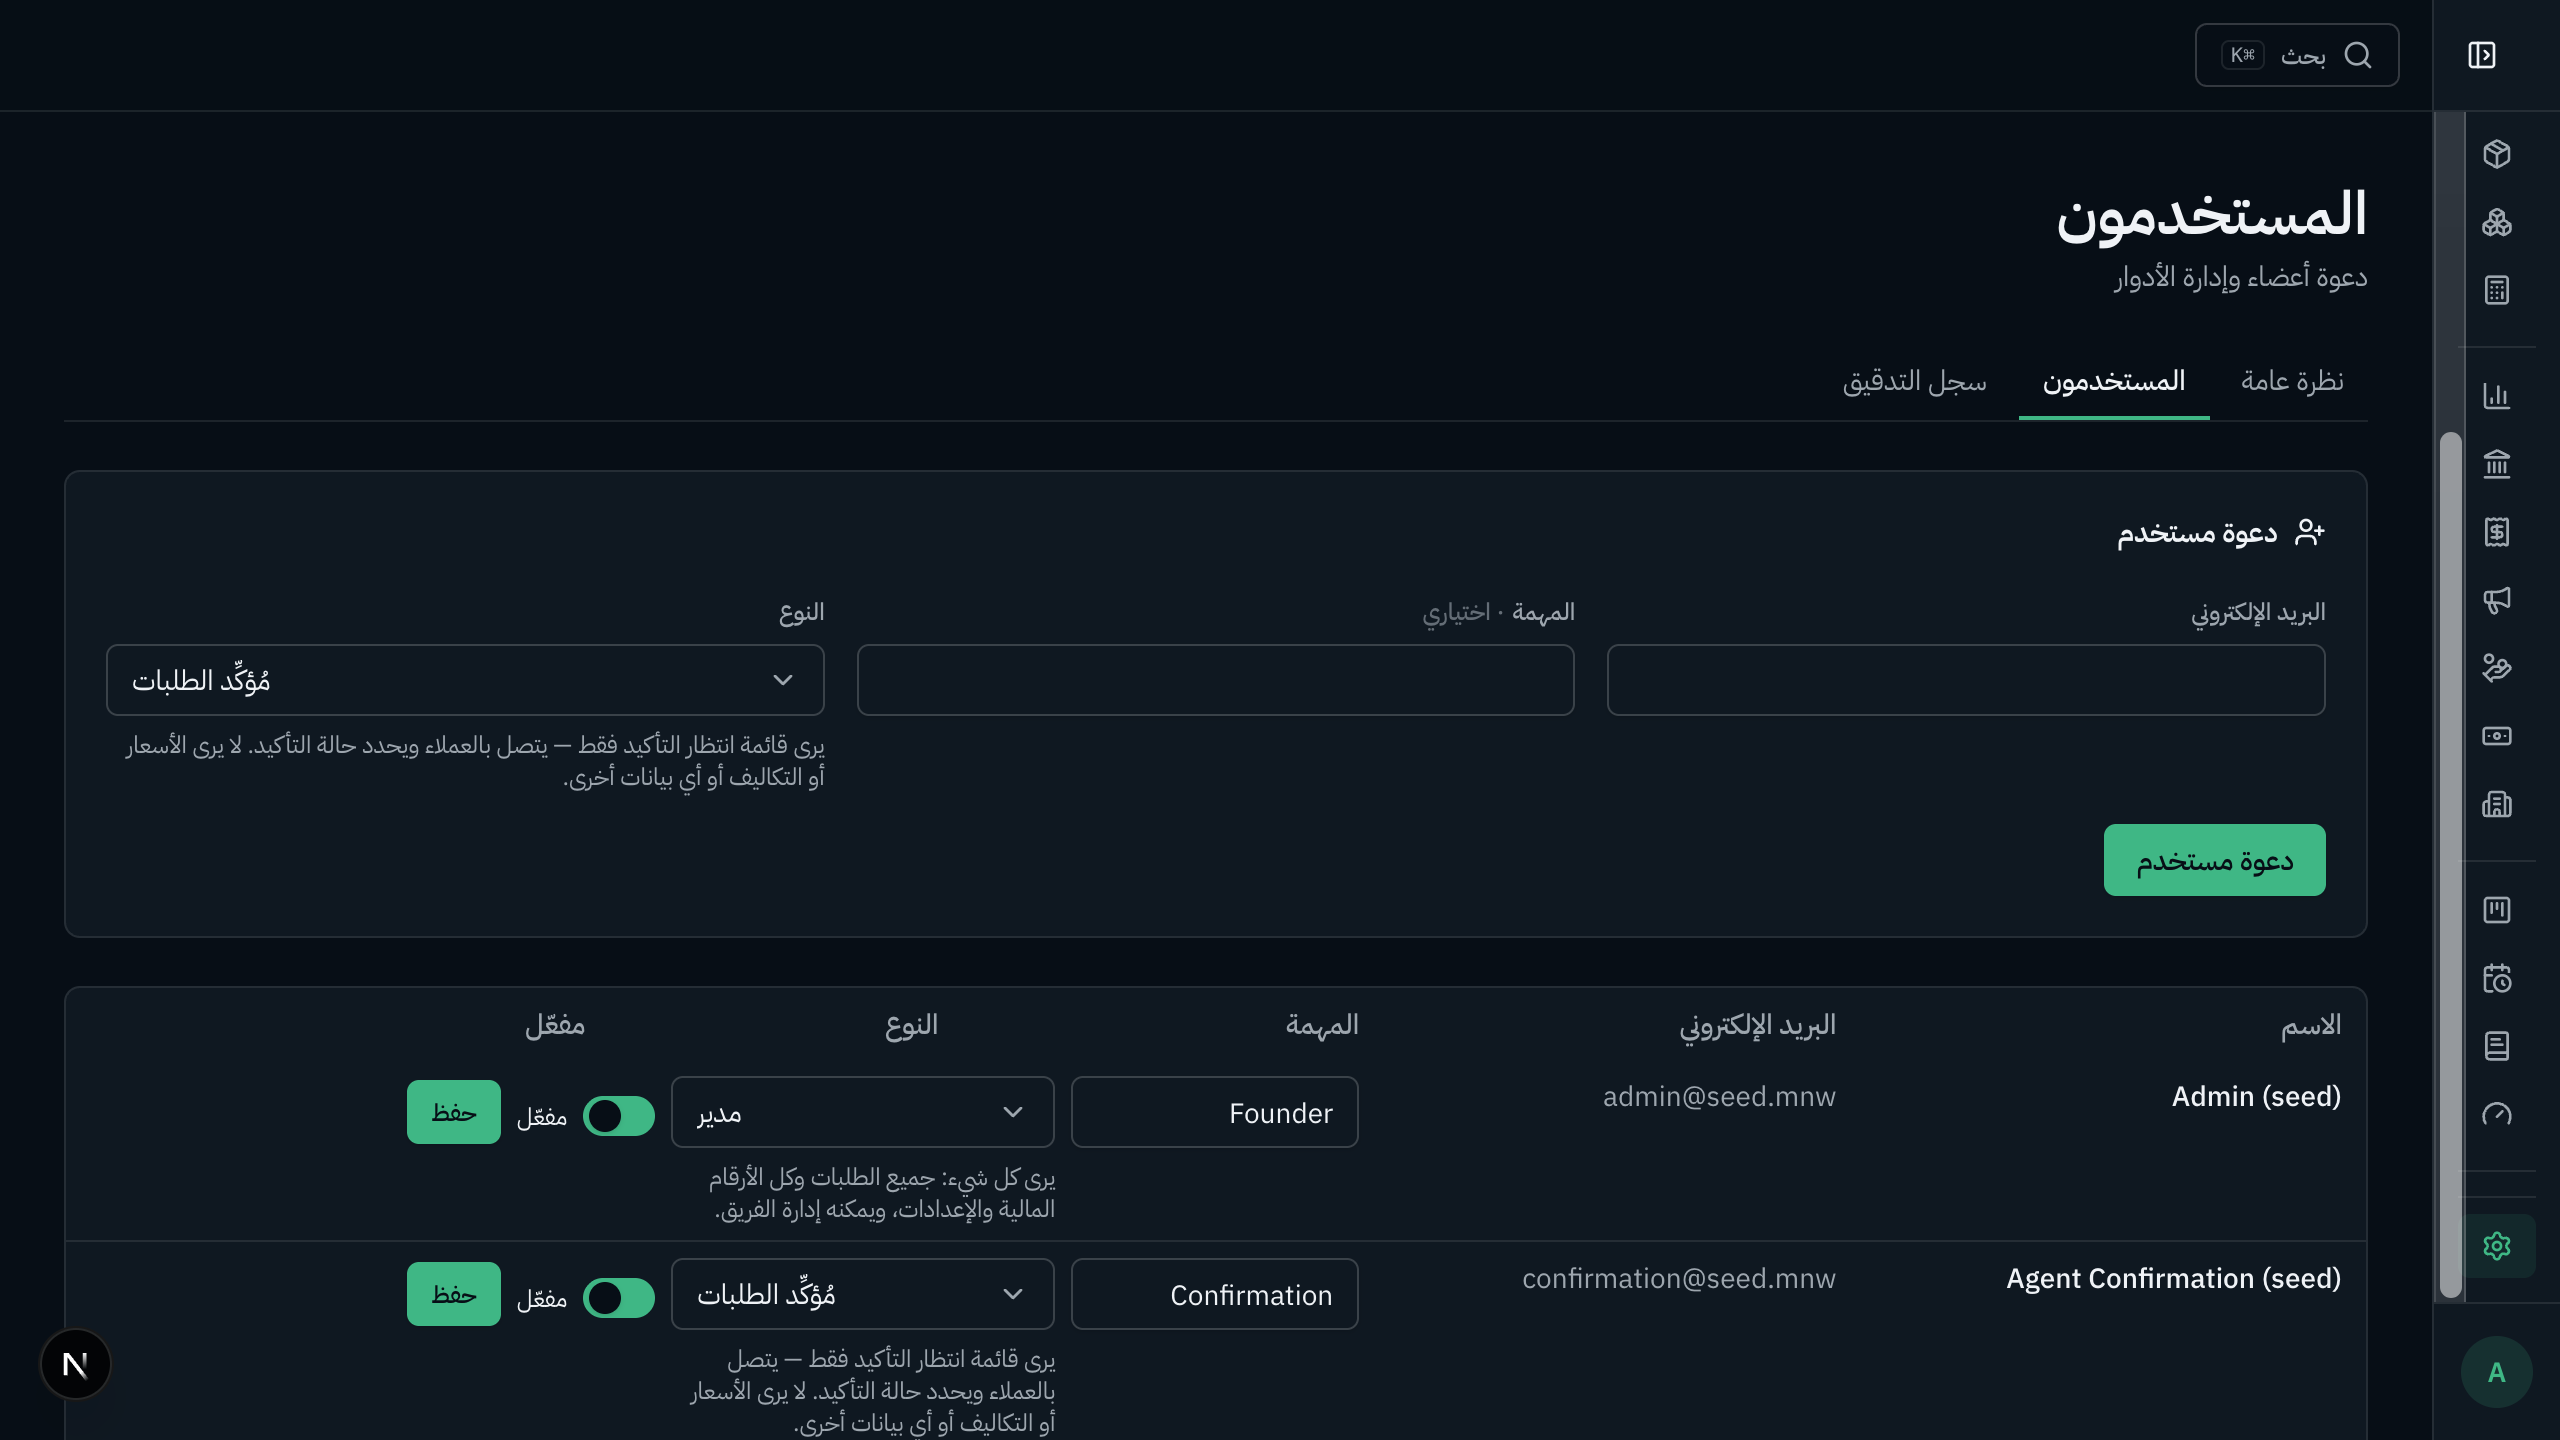 بحث ⌘K
المستخدمون
دعوة أعضاء وإدارة الأدوار
نظرة عامة
المستخدمون
سجل التدقيق
دعوة مستخدم
البريد الإلكتروني
المهمة · اختياري
النوع
مُؤكِّد الطلبات
يرى قائمة انتظار التأكيد فقط — يتصل بالعملاء ويحدد حالة التأكيد. لا يرى الأسعار
أو التكاليف أو أي بيانات أخرى.
دعوة مستخدم
الاسم البريد الإلكتروني المهمة النوع مفعّل
Admin (seed) admin@seed.mnw Founder مدير مفعّل حفظ
يرى كل شيء: جميع الطلبات وكل الأرقام
المالية والإعدادات، ويمكنه إدارة الفريق.
Agent Confirmation (seed) confirmation@seed.mnw Confirmation مُؤكِّد الطلبات مفعّل حفظ
يرى قائمة انتظار التأكيد فقط — يتصل
بالعملاء ويحدد حالة التأكيد. لا يرى الأسعار
أو التكاليف أو أي بيانات أخرى.
N
A